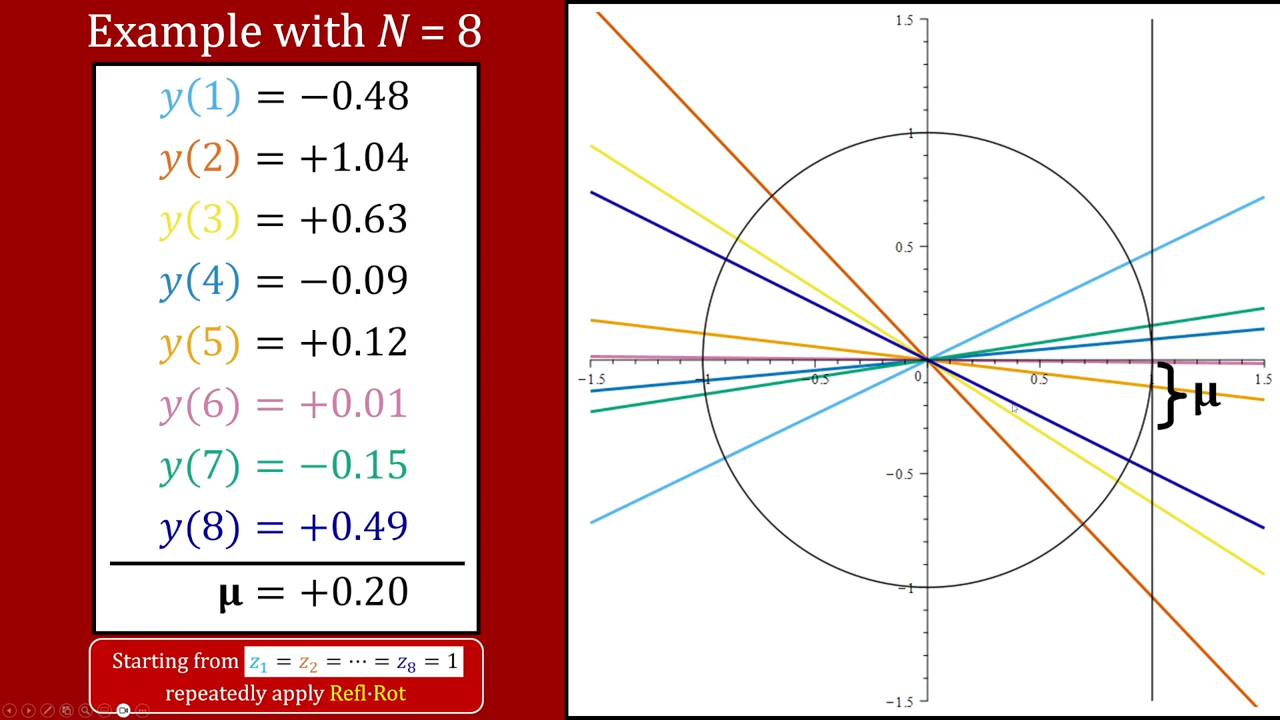 Example with N = 8
y(1) = −0.48
y(2) = +1.04
y(3) = +0.63
y(4) = −0.09
y(5) = +0.12
y(6) = +0.01
y(7) = −0.15
y(8) = +0.49
μ = +0.20
Starting from z₁ = z₂ = ⋯ = z₈ = 1
repeatedly apply Refl·Rot
1.5
1
0.5
−1.5 −1 −0.5 0 0.5 1 1.5
} μ
−0.5
−1
−1.5